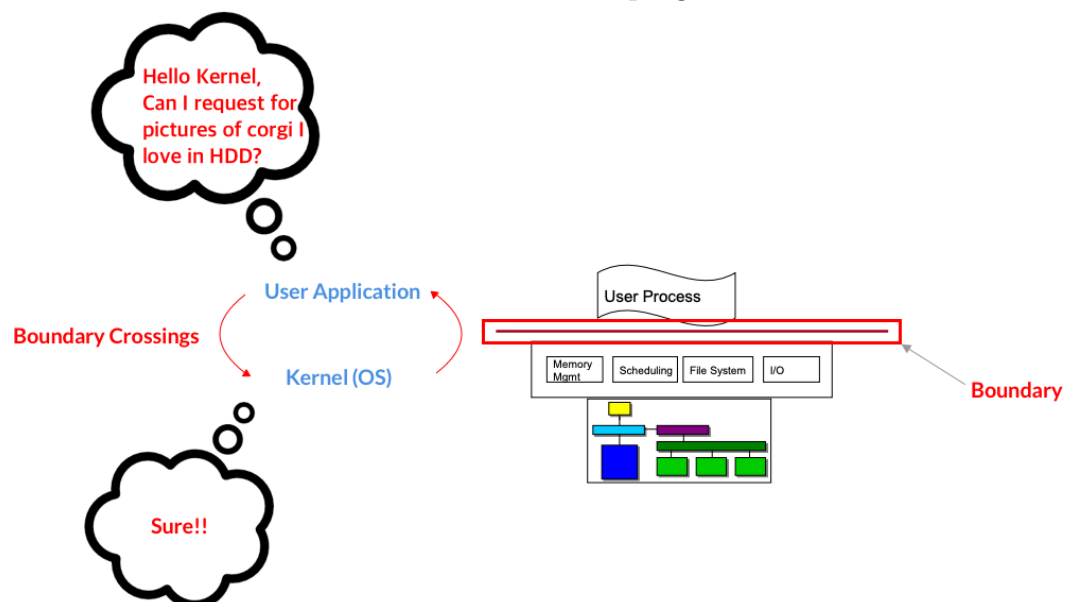 Hello Kernel,
Can I request for
pictures of corgi I
love in HDD?
User Application
Boundary Crossings
Kernel (OS)
Sure!!
User Process
Memory
Mgmt
Scheduling
File System
I/O
Boundary